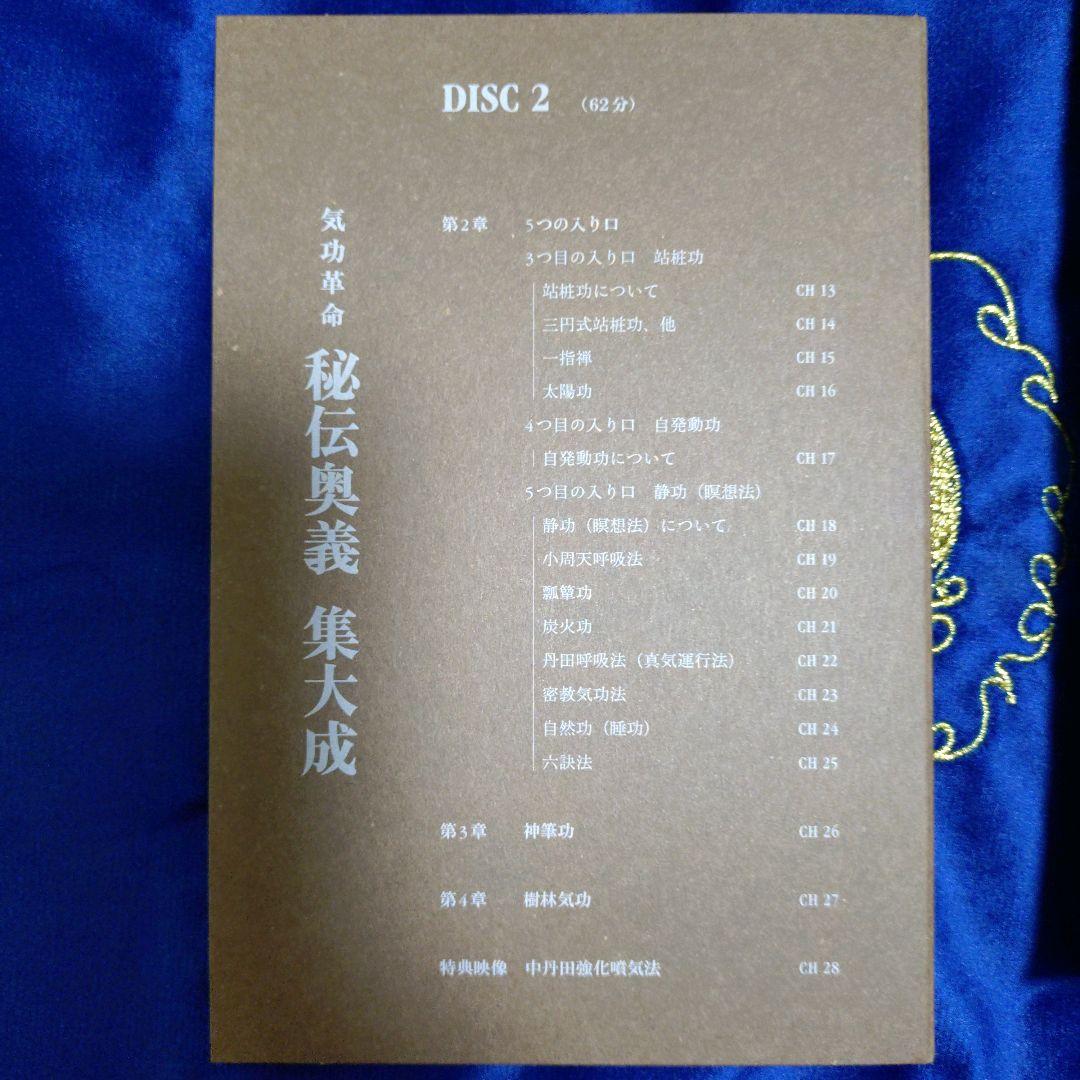 DISC 2 (62分)
気功革命 秘伝奥義 集大成
第2章 5つの入り口
3つ目の入り口 站桩功
站桩功について CH 13
三円式站桩功、他 CH 14
一指禅 CH 15
太陽功 CH 16
4つ目の入り口 自発動功
自発動功について CH 17
5つ目の入り口 静功（瞑想法）
静功（瞑想法）について CH 18
小周天呼吸法 CH 19
瓢箪功 CH 20
炭火功 CH 21
丹田呼吸法（真気運行法） CH 22
密教気功法 CH 23
自然功（睡功） CH 24
六訣法 CH 25
第3章 神筆功 CH 26
第4章 樹林気功 CH 27
特典映像 中丹田強化噴気法 CH 28